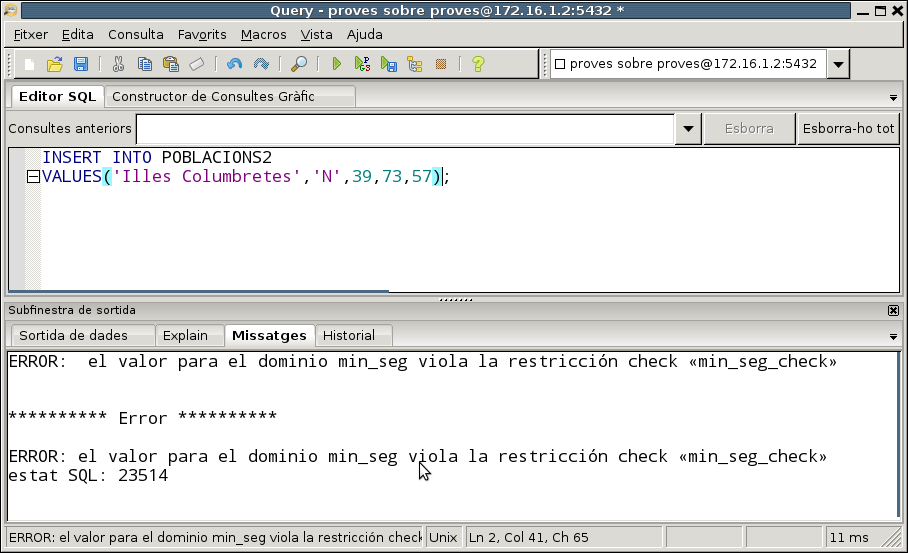 Query - proves sobre proves@172.16.1.2:5432 *
Fitxer Edita Consulta Favorits Macros Vista Ajuda
proves sobre proves@172.16.1.2:5432
Editor SQL Constructor de Consultes Gràfic
Consultes anteriors Esborra Esborra-ho tot
INSERT INTO POBLACIONS2
VALUES('Illes Columbretes','N',39,73,57);
Subfinestra de sortida
Sortida de dades Explain Missatges Historial
ERROR:  el valor para el dominio min_seg viola la restricción check «min_seg_check»
********** Error **********
ERROR: el valor para el dominio min_seg viola la restricción check «min_seg_check»
estat SQL: 23514
ERROR: el valor para el dominio min_seg viola la restricción check Unix Ln 2, Col 41, Ch 65 11 ms